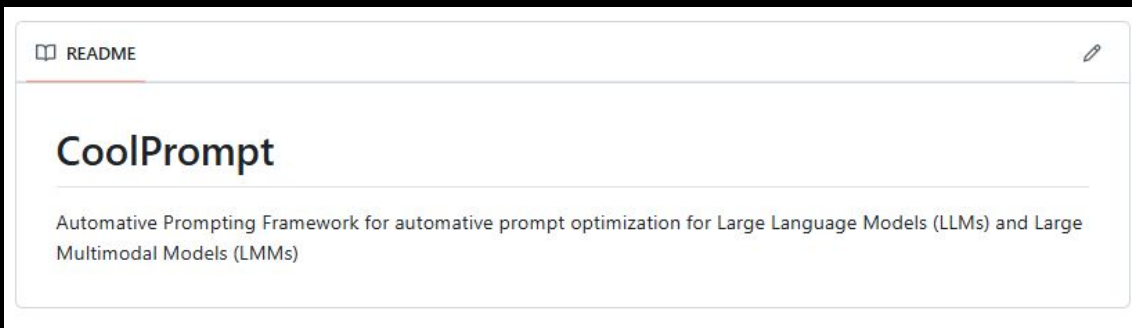 README
CoolPrompt
Automative Prompting Framework for automative prompt optimization for Large Language Models (LLMs) and Large
Multimodal Models (LMMs)